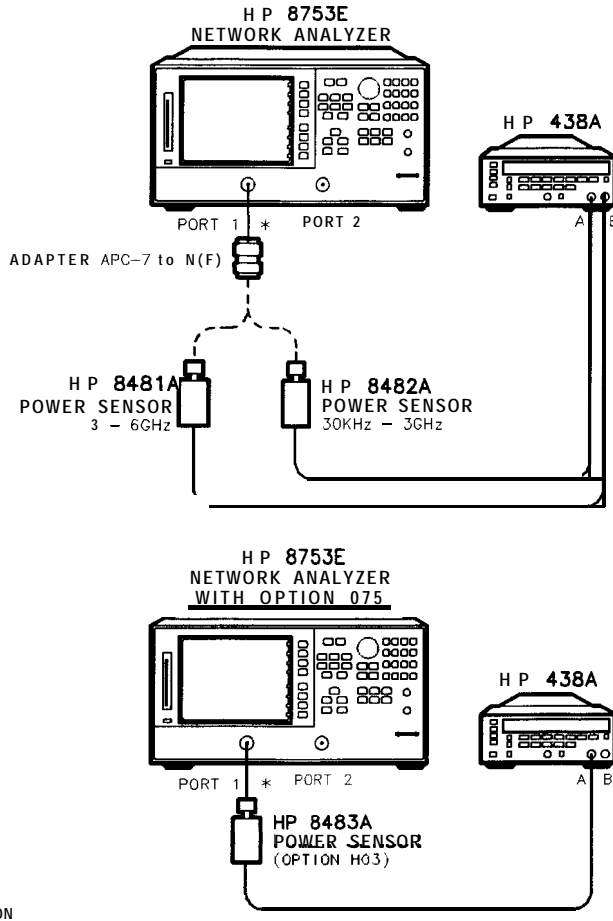 HP 8753E
NETWORK ANALYZER
HP 438A
PORT 1 * PORT 2
A B
ADAPTER APC-7 to N(F)
HP 8481A
POWER SENSOR
3 - 6GHz
HP 8482A
POWER SENSOR
30KHz - 3GHz
HP 8753E
NETWORK ANALYZER
WITH OPTION 075
HP 438A
PORT 1 * PORT 2
A B
HP 8483A
POWER SENSOR
(OPTION H03)
ON